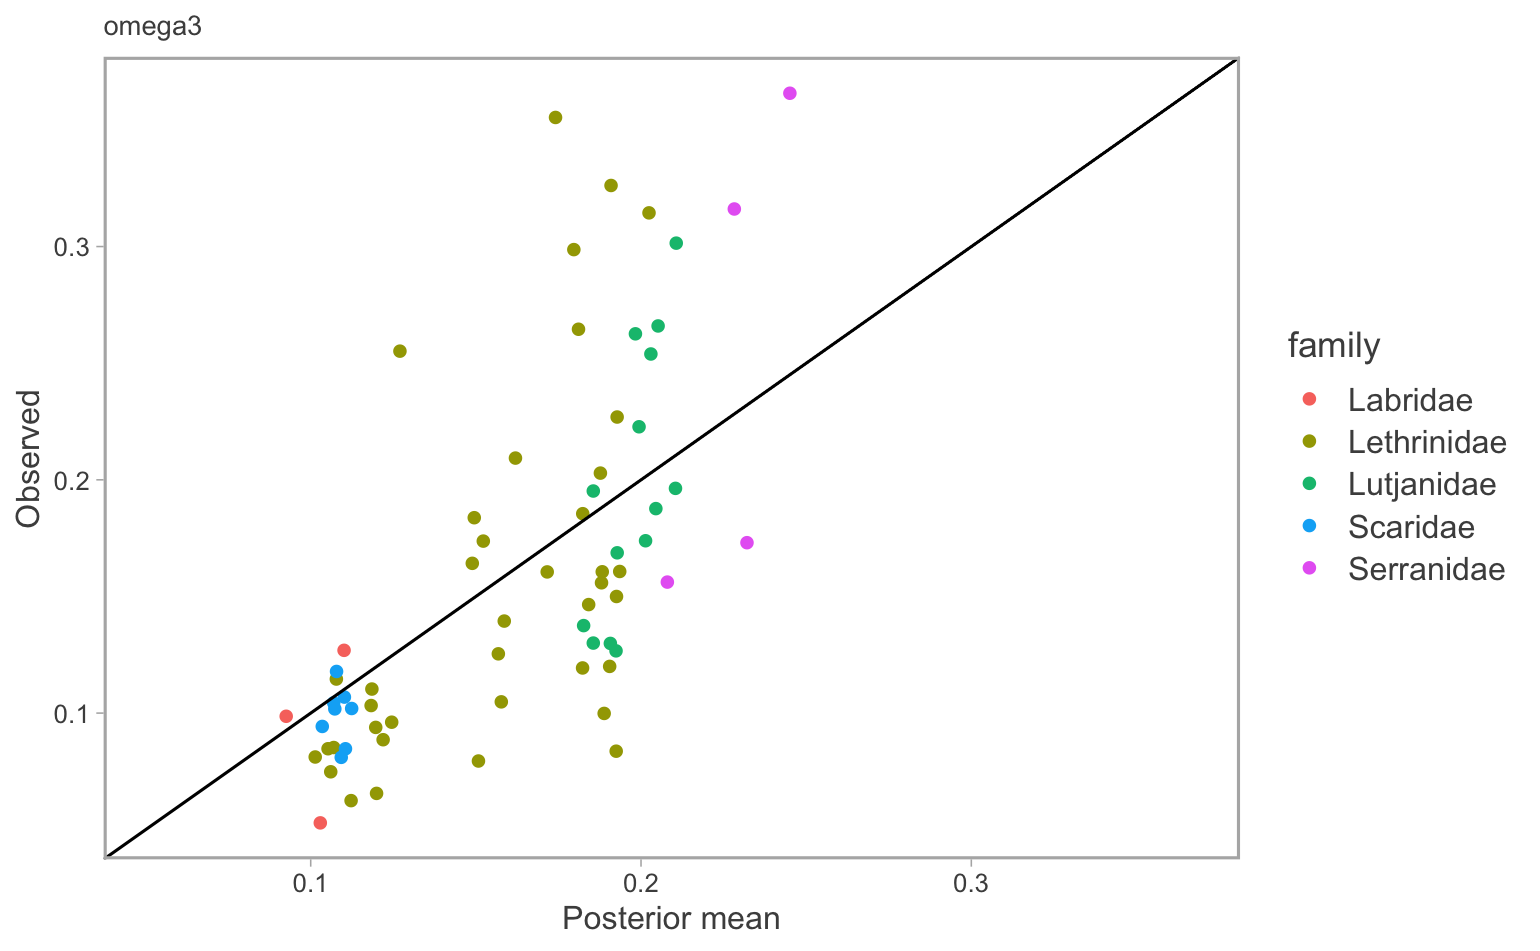 omega3
0.3
0.2
0.1
Observed
0.1
0.2
0.3
Posterior mean
family
Labridae
Lethrinidae
Lutjanidae
Scaridae
Serranidae